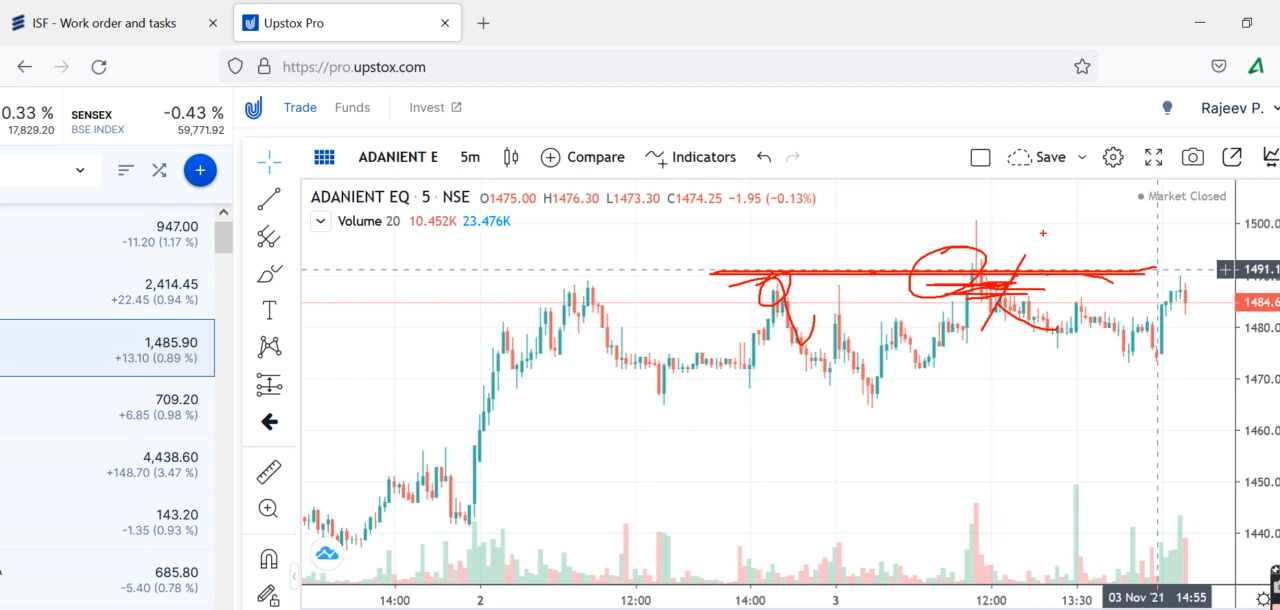 ISF - Work order and tasks
Upstox Pro
https://pro.upstox.com
0.33 %
17,829.20
SENSEX
BSE INDEX
-0.43 %
59,771.92
Trade
Funds
Invest
Rajeev P.
ADANIENT E
5m
Compare
Indicators
Save
947.00
-11.20 (1.17 %)
2,414.45
+22.45 (0.94 %)
1,485.90
+13.10 (0.89 %)
709.20
+6.85 (0.98 %)
4,438.60
+148.70 (3.47 %)
143.20
-1.35 (0.93 %)
685.80
-5.40 (0.78 %)
ADANIENT EQ · 5 · NSE O1475.00 H1476.30 L1473.30 C1474.25 -1.95 (-0.13%)
Market Closed
Volume 20 10.452K 23.476K
1500.0
1491.1
1484.6
1480.0
1470.0
1460.0
1450.0
1440.0
14:00
2
12:00
14:00
3
12:00
13:30
03 Nov '21 14:55